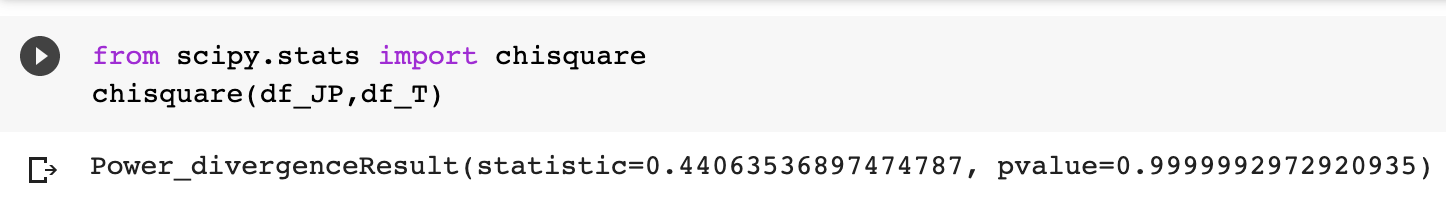 from scipy.stats import chisquare
chisquare(df_JP,df_T)
Power_divergenceResult(statistic=0.44063536897474787, pvalue=0.9999992972920935)